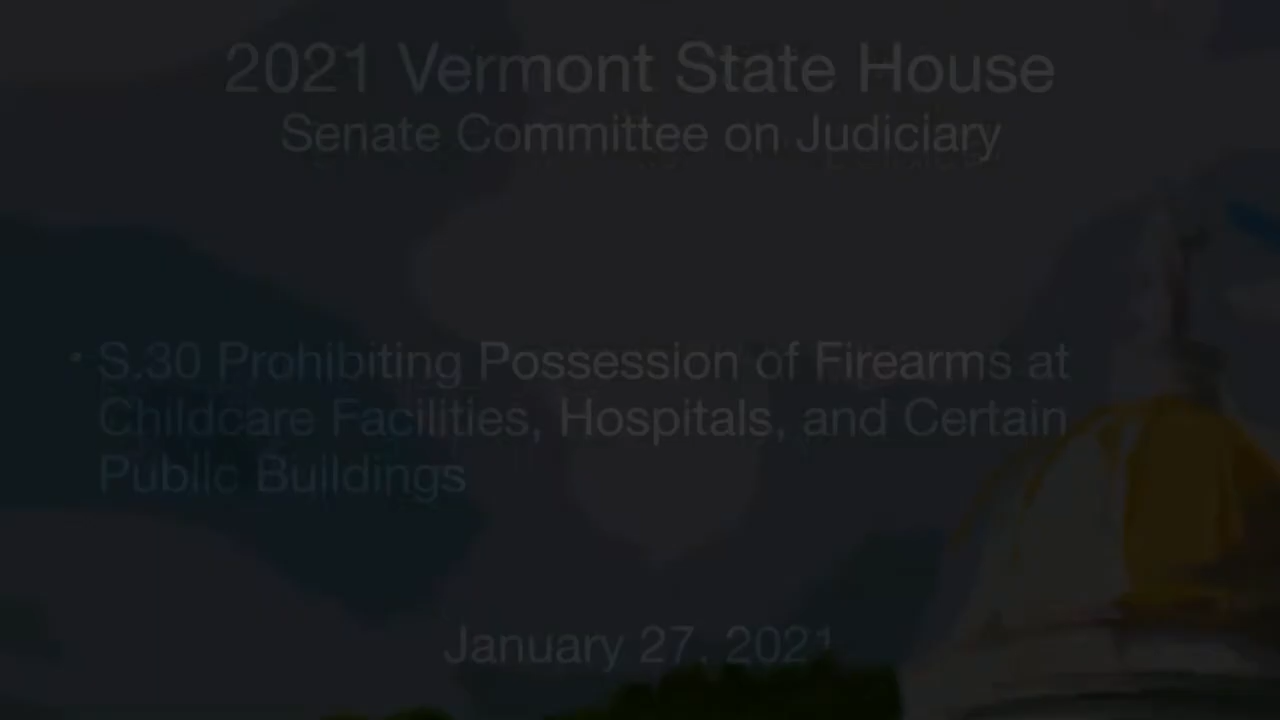 2021 Vermont State House
Senate Committee on Judiciary
• S.30 Prohibiting Possession of Firearms at
Childcare Facilities, Hospitals, and Certain
Public Buildings
January 27, 2021